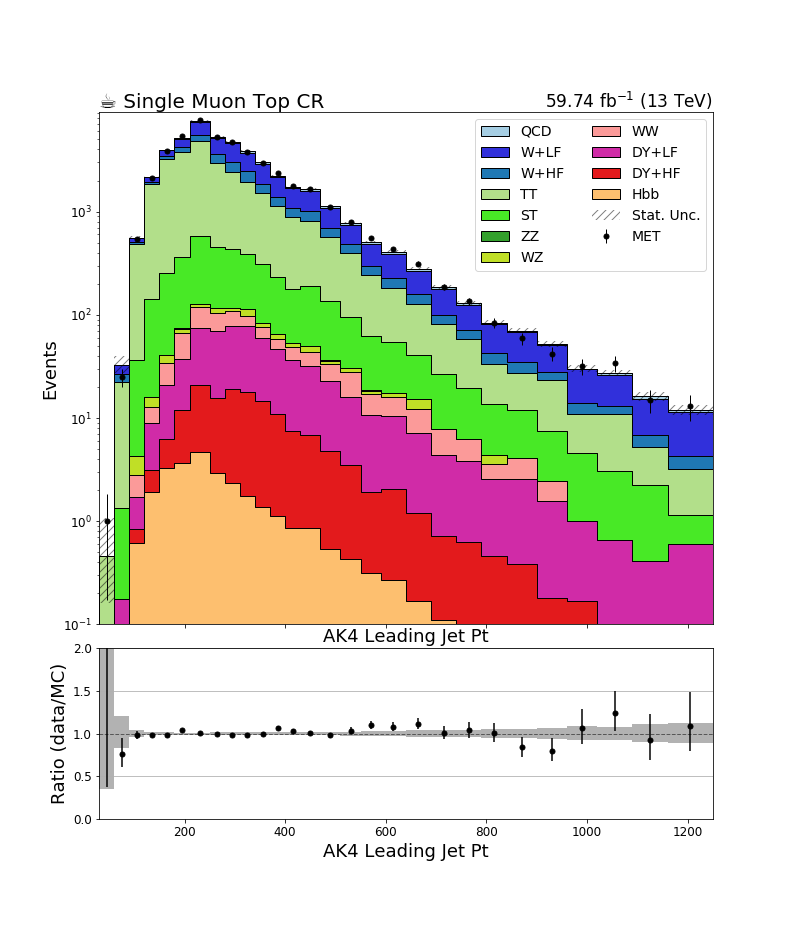 ☕ Single Muon Top CR
59.74 fb⁻¹ (13 TeV)
QCD
W+LF
W+HF
TT
ST
ZZ
WZ
WW
DY+LF
DY+HF
Hbb
Stat. Unc.
MET
Events
10³
10²
10¹
10⁰
10⁻¹
AK4 Leading Jet Pt
Ratio (data/MC)
2.0
1.5
1.0
0.5
0.0
200 400 600 800 1000 1200
AK4 Leading Jet Pt